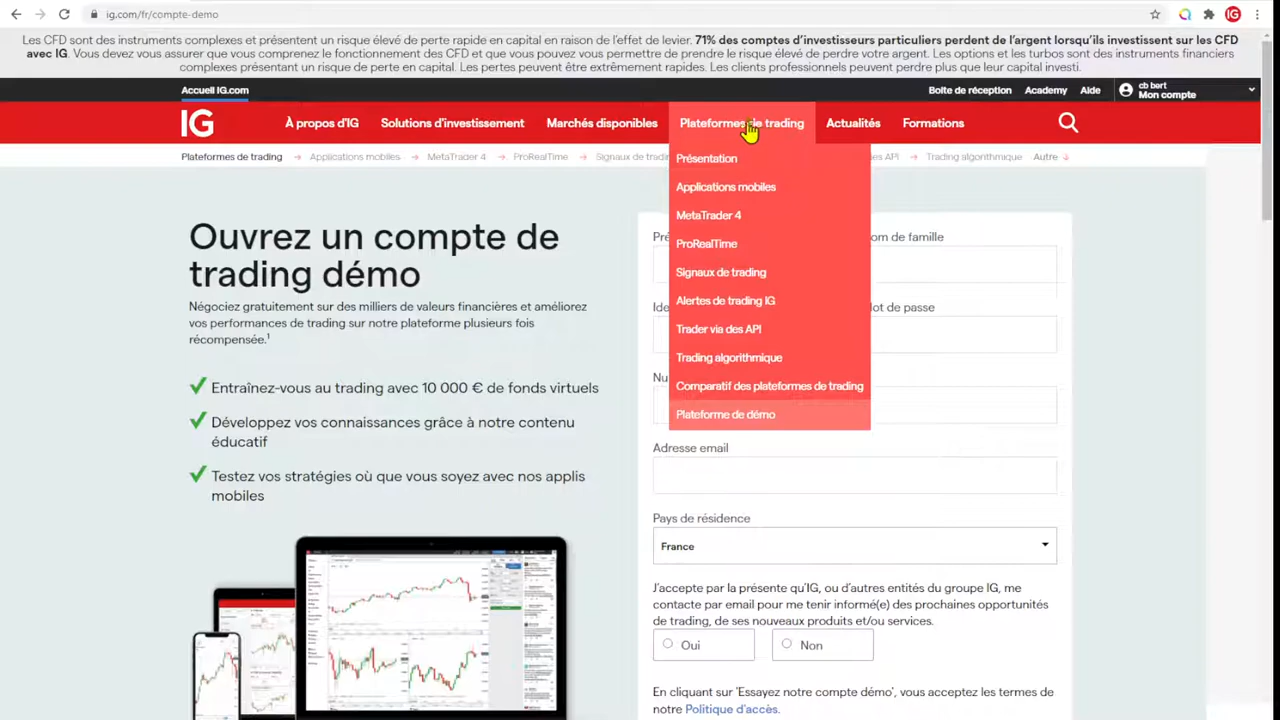 ig.com/fr/compte-demo
Les CFD sont des instruments complexes et présentent un risque élevé de perte rapide en capital en raison de l'effet de levier. 71% des comptes d'investisseurs particuliers perdent de l'argent lorsqu'ils investissent sur les CFD
avec IG. Vous devez vous assurer que vous comprenez le fonctionnement des CFD et que vous pouvez vous permettre de prendre le risque élevé de perdre votre argent. Les options et les turbos sont des instruments financiers
complexes présentant un risque de perte en capital. Les pertes peuvent être extrêmement rapides. Les clients professionnels peuvent perdre plus que leur capital investi.
Accueil IG.com
Boîte de réception
Academy
Aide
cb bert
Mon compte
IG
À propos d'IG
Solutions d'investissement
Marchés disponibles
Plateformes de trading
Actualités
Formations
Plateformes de trading
Applications mobiles
MetaTrader 4
ProRealTime
Signaux de
API
Trading algorithmique
Autre
Présentation
Applications mobiles
MetaTrader 4
ProRealTime
Signaux de trading
Alertes de trading IG
Trader via des API
Trading algorithmique
Comparatif des plateformes de trading
Plateforme de démo
Ouvrez un compte de
trading démo
Négociez gratuitement sur des milliers de valeurs financières et améliorez
vos performances de trading sur notre plateforme plusieurs fois
récompensée.¹
Entraînez-vous au trading avec 10 000 € de fonds virtuels
Développez vos connaissances grâce à notre contenu
éducatif
Testez vos stratégies où que vous soyez avec nos applis
mobiles
de famille
de passe
Adresse email
Pays de résidence
France
J'accepte par la présente qu'IG, ou d'autres entités du groupe IG, me
contacte par email pour me tenir informé(e) des prochaines opportunités
de trading, de ses nouveaux produits et/ou services.
Oui
Non
En cliquant sur 'Essayez notre compte démo', vous acceptez les termes de
notre Politique d'accès.